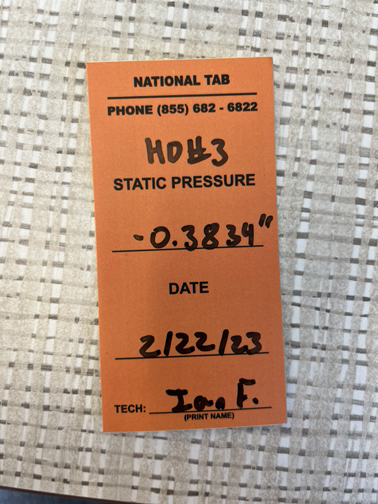 NATIONAL TAB
PHONE (855) 682 - 6822
HD#3
STATIC PRESSURE
-0.3834"
DATE
2/22/23
TECH: Ian F.
(PRINT NAME)